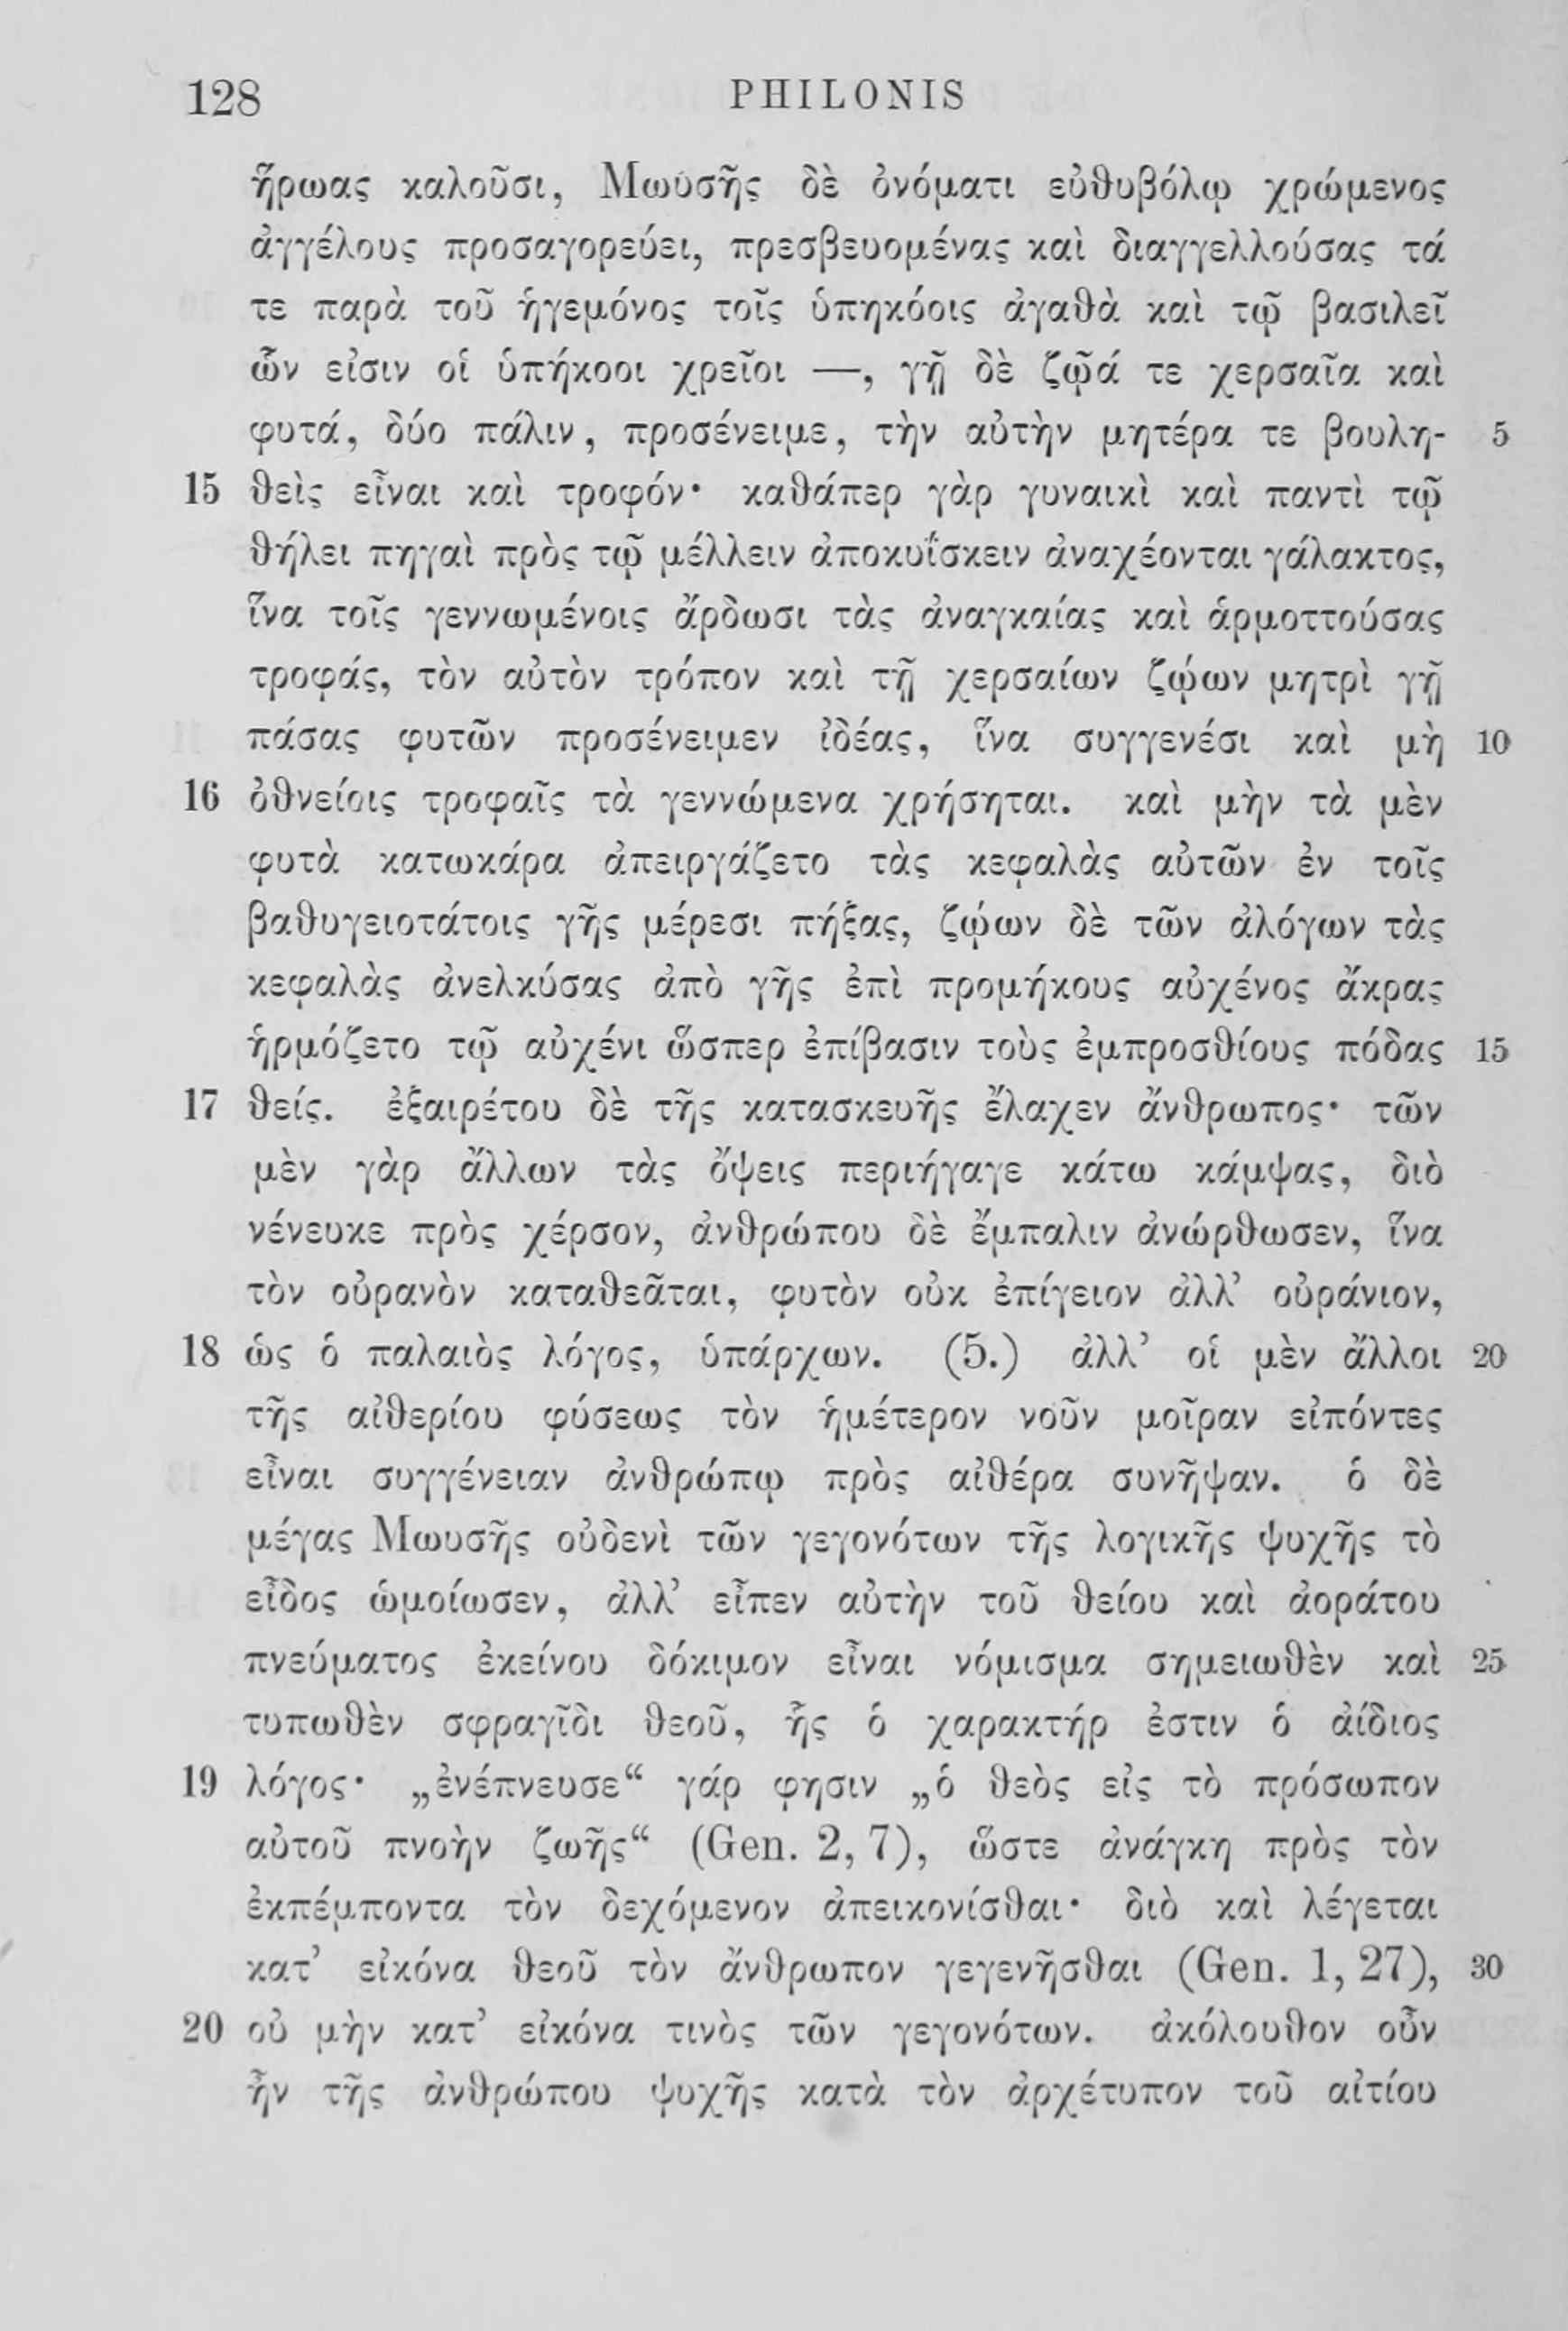 128 PHILONIS
ἥρωας καλοῦσι, Μωυσῆς δὲ ὀνόματι εὐθυβόλῳ χρώμενος
ἀγγέλους προσαγορεύει, πρεσβευομένας καὶ διαγγελλούσας τά
τε παρὰ τοῦ ἡγεμόνος τοῖς ὑπηκόοις ἀγαθὰ καὶ τῷ βασιλεῖ
ὧν εἰσιν οἱ ὑπήκοοι χρεῖοι —, γῇ δὲ ζῷά τε χερσαῖα καὶ
φυτά, δύο πάλιν, προσένειμε, τὴν αὐτὴν μητέρα τε βουλη- 5
15 θεὶς εἶναι καὶ τροφόν· καθάπερ γὰρ γυναικὶ καὶ παντὶ τῷ
θήλει πηγαὶ πρὸς τῷ μέλλειν ἀποκυΐσκειν ἀναχέονται γάλακτος,
ἵνα τοῖς γεννωμένοις ἄρδωσι τὰς ἀναγκαίας καὶ ἁρμοττούσας
τροφάς, τὸν αὐτὸν τρόπον καὶ τῇ χερσαίων ζῴων μητρὶ γῇ
πάσας φυτῶν προσένειμεν ἰδέας, ἵνα συγγενέσι καὶ μὴ 10
16 ὀθνείοις τροφαῖς τὰ γεννώμενα χρήσηται. καὶ μὴν τὰ μὲν
φυτὰ κατωκάρα ἀπειργάζετο τὰς κεφαλὰς αὐτῶν ἐν τοῖς
βαθυγειοτάτοις γῆς μέρεσι πήξας, ζῴων δὲ τῶν ἀλόγων τὰς
κεφαλὰς ἀνελκύσας ἀπὸ γῆς ἐπὶ προμήκους αὐχένος ἄκρας
ἡρμόζετο τῷ αὐχένι ὥσπερ ἐπίβασιν τοὺς ἐμπροσθίους πόδας 15
17 θείς. ἐξαιρέτου δὲ τῆς κατασκευῆς ἔλαχεν ἄνθρωπος· τῶν
μὲν γὰρ ἄλλων τὰς ὄψεις περιήγαγε κάτω κάμψας, διὸ
νένευκε πρὸς χέρσον, ἀνθρώπου δὲ ἔμπαλιν ἀνώρθωσεν, ἵνα
τὸν οὐρανὸν καταθεᾶται, φυτὸν οὐκ ἐπίγειον ἀλλ’ οὐράνιον,
18 ὡς ὁ παλαιὸς λόγος, ὑπάρχων. (5.) ἀλλ’ οἱ μὲν ἄλλοι 20
τῆς αἰθερίου φύσεως τὸν ἡμέτερον νοῦν μοῖραν εἰπόντες
εἶναι συγγένειαν ἀνθρώπῳ πρὸς αἰθέρα συνῆψαν. ὁ δὲ
μέγας Μωυσῆς οὐδενὶ τῶν γεγονότων τῆς λογικῆς ψυχῆς τὸ
εἶδος ὡμοίωσεν, ἀλλ’ εἶπεν αὐτὴν τοῦ θείου καὶ ἀοράτου
πνεύματος ἐκείνου δόκιμον εἶναι νόμισμα σημειωθὲν καὶ 25
τυπωθὲν σφραγῖδι θεοῦ, ἧς ὁ χαρακτήρ ἐστιν ὁ ἀίδιος
19 λόγος· „ἐνέπνευσε“ γάρ φησιν „ὁ θεὸς εἰς τὸ πρόσωπον
αὐτοῦ πνοὴν ζωῆς“ (Gen. 2, 7), ὥστε ἀνάγκη πρὸς τὸν
ἐκπέμποντα τὸν δεχόμενον ἀπεικονίσθαι· διὸ καὶ λέγεται
κατ’ εἰκόνα θεοῦ τὸν ἄνθρωπον γεγενῆσθαι (Gen. 1, 27), 30
20 οὐ μὴν κατ’ εἰκόνα τινὸς τῶν γεγονότων. ἀκόλουθον οὖν
ἦν τῆς ἀνθρώπου ψυχῆς κατὰ τὸν ἀρχέτυπον τοῦ αἰτίου